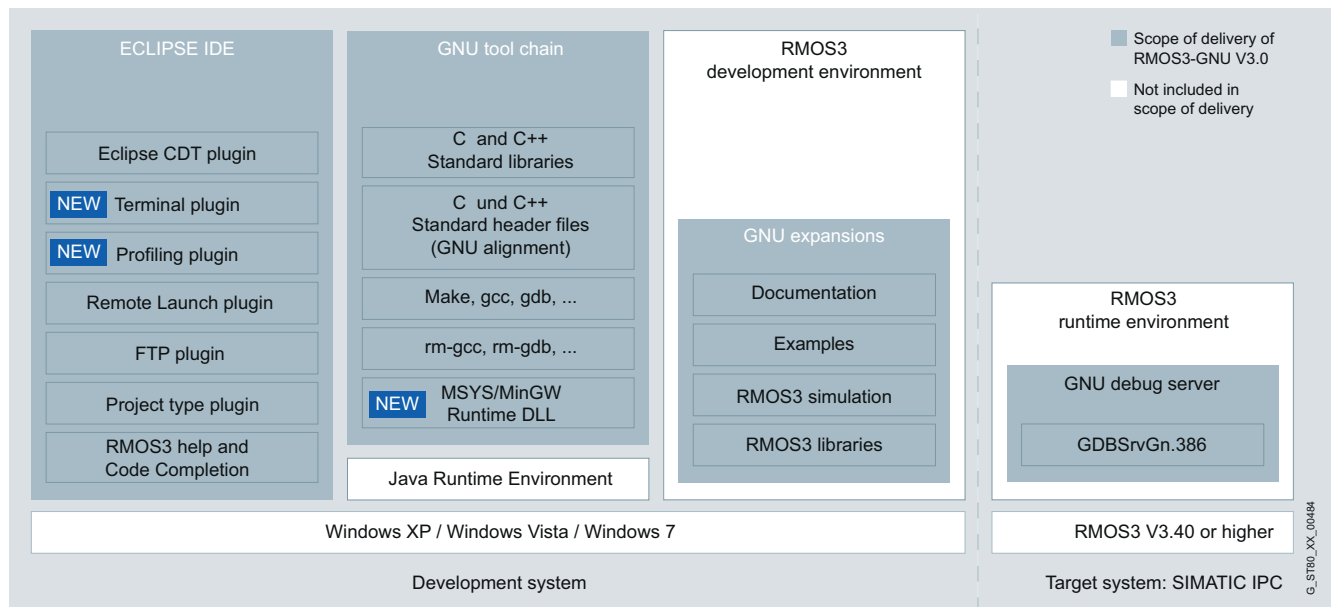 ECLIPSE IDE
Eclipse CDT plugin
NEW Terminal plugin
NEW Profiling plugin
Remote Launch plugin
FTP plugin
Project type plugin
RMOS3 help and
Code Completion
GNU tool chain
C and C++
Standard libraries
C und C++
Standard header files
(GNU alignment)
Make, gcc, gdb, ...
rm-gcc, rm-gdb, ...
NEW MSYS/MinGW
Runtime DLL
Java Runtime Environment
RMOS3
development environment
GNU expansions
Documentation
Examples
RMOS3 simulation
RMOS3 libraries
Windows XP / Windows Vista / Windows 7
Development system
Scope of delivery of
RMOS3-GNU V3.0
Not included in
scope of delivery
RMOS3
runtime environment
GNU debug server
GDBSrvGn.386
RMOS3 V3.40 or higher
Target system: SIMATIC IPC
G_ST80_XX_00484